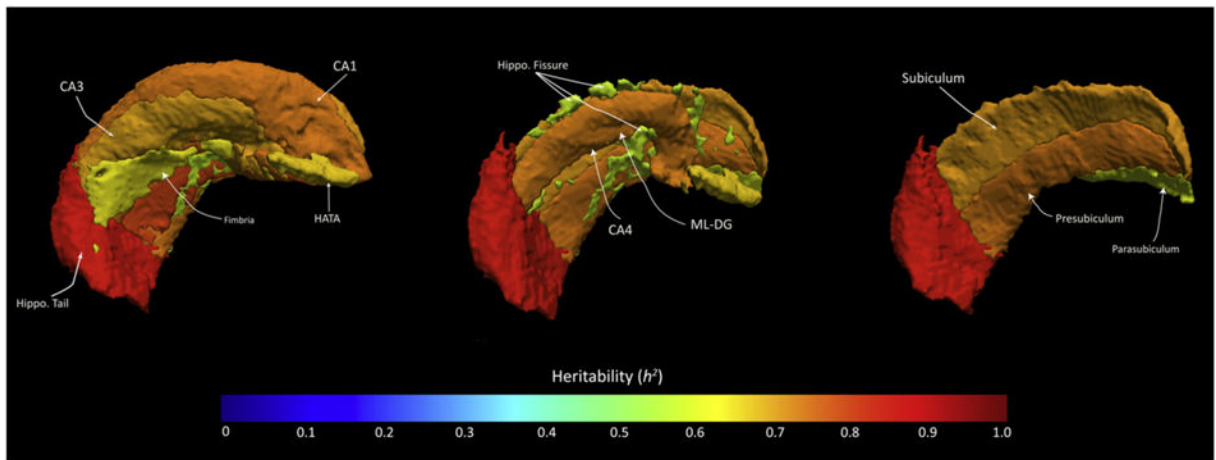 CA3
CA1
Fimbria
HATA
Hippo. Tail
Hippo. Fissure
CA4
ML-DG
Subiculum
Presubiculum
Parasubiculum
Heritability (h²)
0 0.1 0.2 0.3 0.4 0.5 0.6 0.7 0.8 0.9 1.0